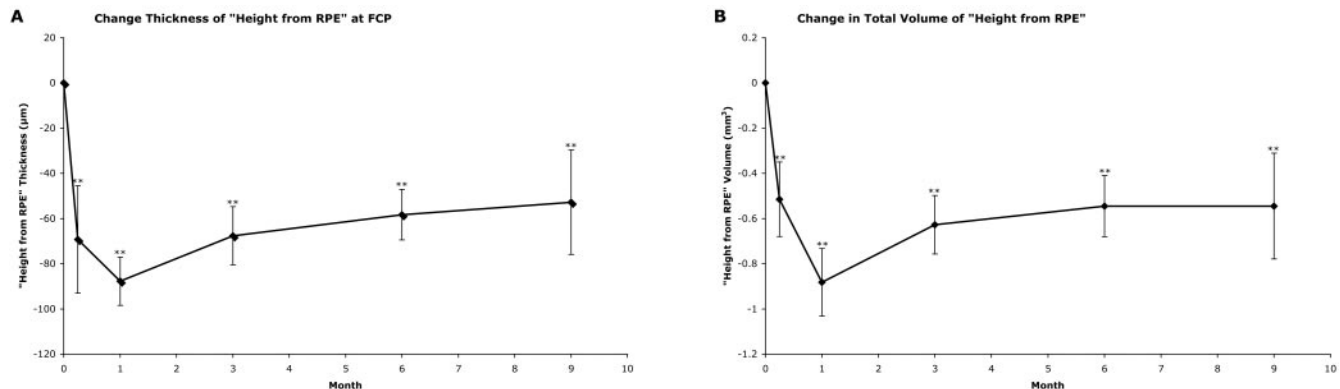 A
Change Thickness of "Height from RPE" at FCP
"Height from RPE" Thickness (µm)
20
0
-20
-40
-60
-80
-100
-120
**
**
**
**
**
0 1 2 3 4 5 6 7 8 9 10
Month
B
Change in Total Volume of "Height from RPE"
"Height from RPE" Volume (mm³)
0.2
0
-0.2
-0.4
-0.6
-0.8
-1
-1.2
**
**
**
**
**
0 1 2 3 4 5 6 7 8 9 10
Month